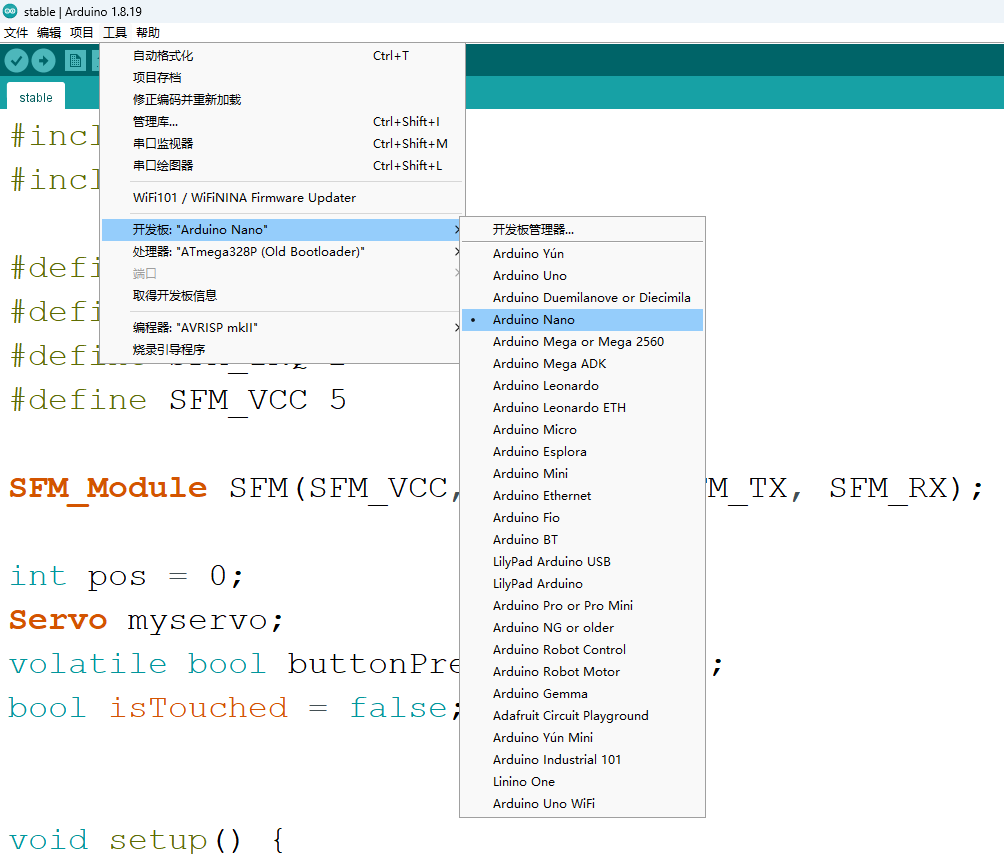 stable | Arduino 1.8.19
文件 编辑 项目 工具 帮助
stable
自动格式化 Ctrl+T
项目存档
修正编码并重新加载
管理库... Ctrl+Shift+I
串口监视器 Ctrl+Shift+M
串口绘图器 Ctrl+Shift+L
WiFi101 / WiFiNINA Firmware Updater
开发板: "Arduino Nano"
处理器: "ATmega328P (Old Bootloader)"
端口
取得开发板信息
编程器: "AVRISP mkII"
烧录引导程序
开发板管理器...
Arduino Yún
Arduino Uno
Arduino Duemilanove or Diecimila
Arduino Nano
Arduino Mega or Mega 2560
Arduino Mega ADK
Arduino Leonardo
Arduino Leonardo ETH
Arduino Micro
Arduino Esplora
Arduino Mini
Arduino Ethernet
Arduino Fio
Arduino BT
LilyPad Arduino USB
LilyPad Arduino
Arduino Pro or Pro Mini
Arduino NG or older
Arduino Robot Control
Arduino Robot Motor
Arduino Gemma
Adafruit Circuit Playground
Arduino Yún Mini
Arduino Industrial 101
Linino One
Arduino Uno WiFi
#incl
#incl
#defi
#defi
#defin
#define SFM_VCC 5
SFM_Module SFM(SFM_VCC, M_TX, SFM_RX);
int pos = 0;
Servo myservo;
volatile bool buttonPre ;
bool isTouched = false;
void setup() {